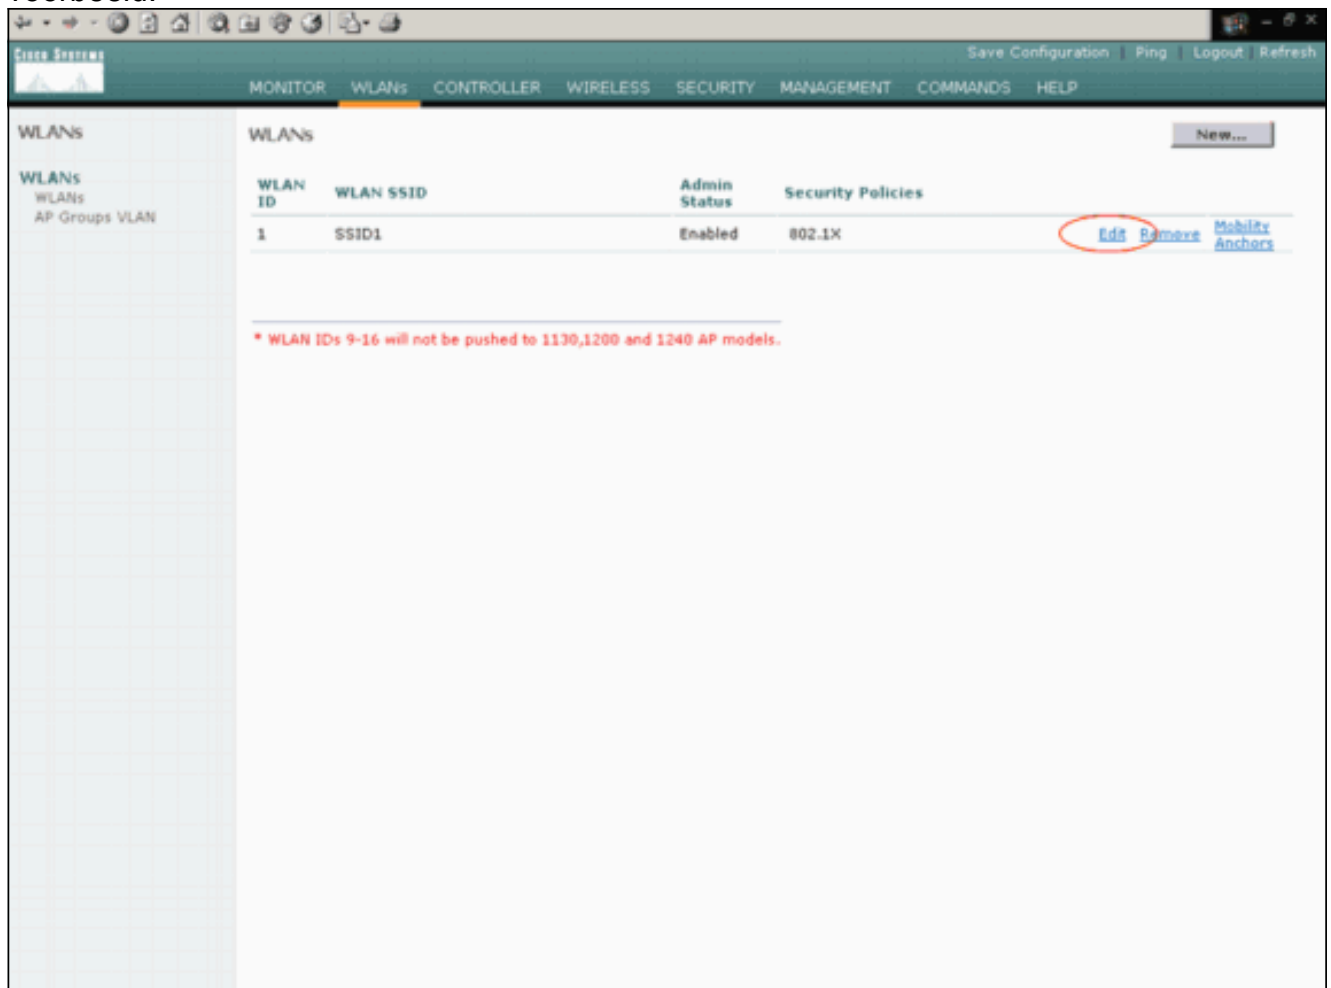 Save Configuration | Ping | Logout | Refresh
CISCO SYSTEMS
MONITOR WLANs CONTROLLER WIRELESS SECURITY MANAGEMENT COMMANDS HELP
WLANs
WLANs
WLANs
AP Groups VLAN
WLANs
New...
WLAN ID WLAN SSID Admin Status Security Policies
1 SSID1 Enabled 802.1X Edit Remove Mobility Anchors
* WLAN IDs 9-16 will not be pushed to 1130,1200 and 1240 AP models.